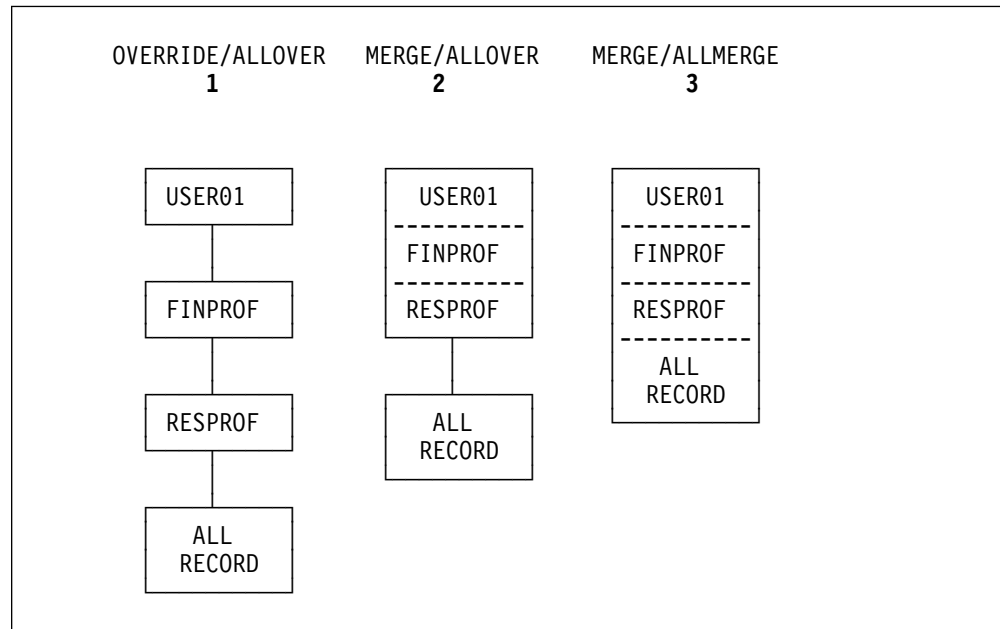 OVERRIDE/ALLOVER
1
MERGE/ALLOVER
2
MERGE/ALLMERGE
3
USER01
FINPROF
RESPROF
ALL
RECORD
USER01
FINPROF
RESPROF
ALL
RECORD
USER01
FINPROF
RESPROF
ALL
RECORD